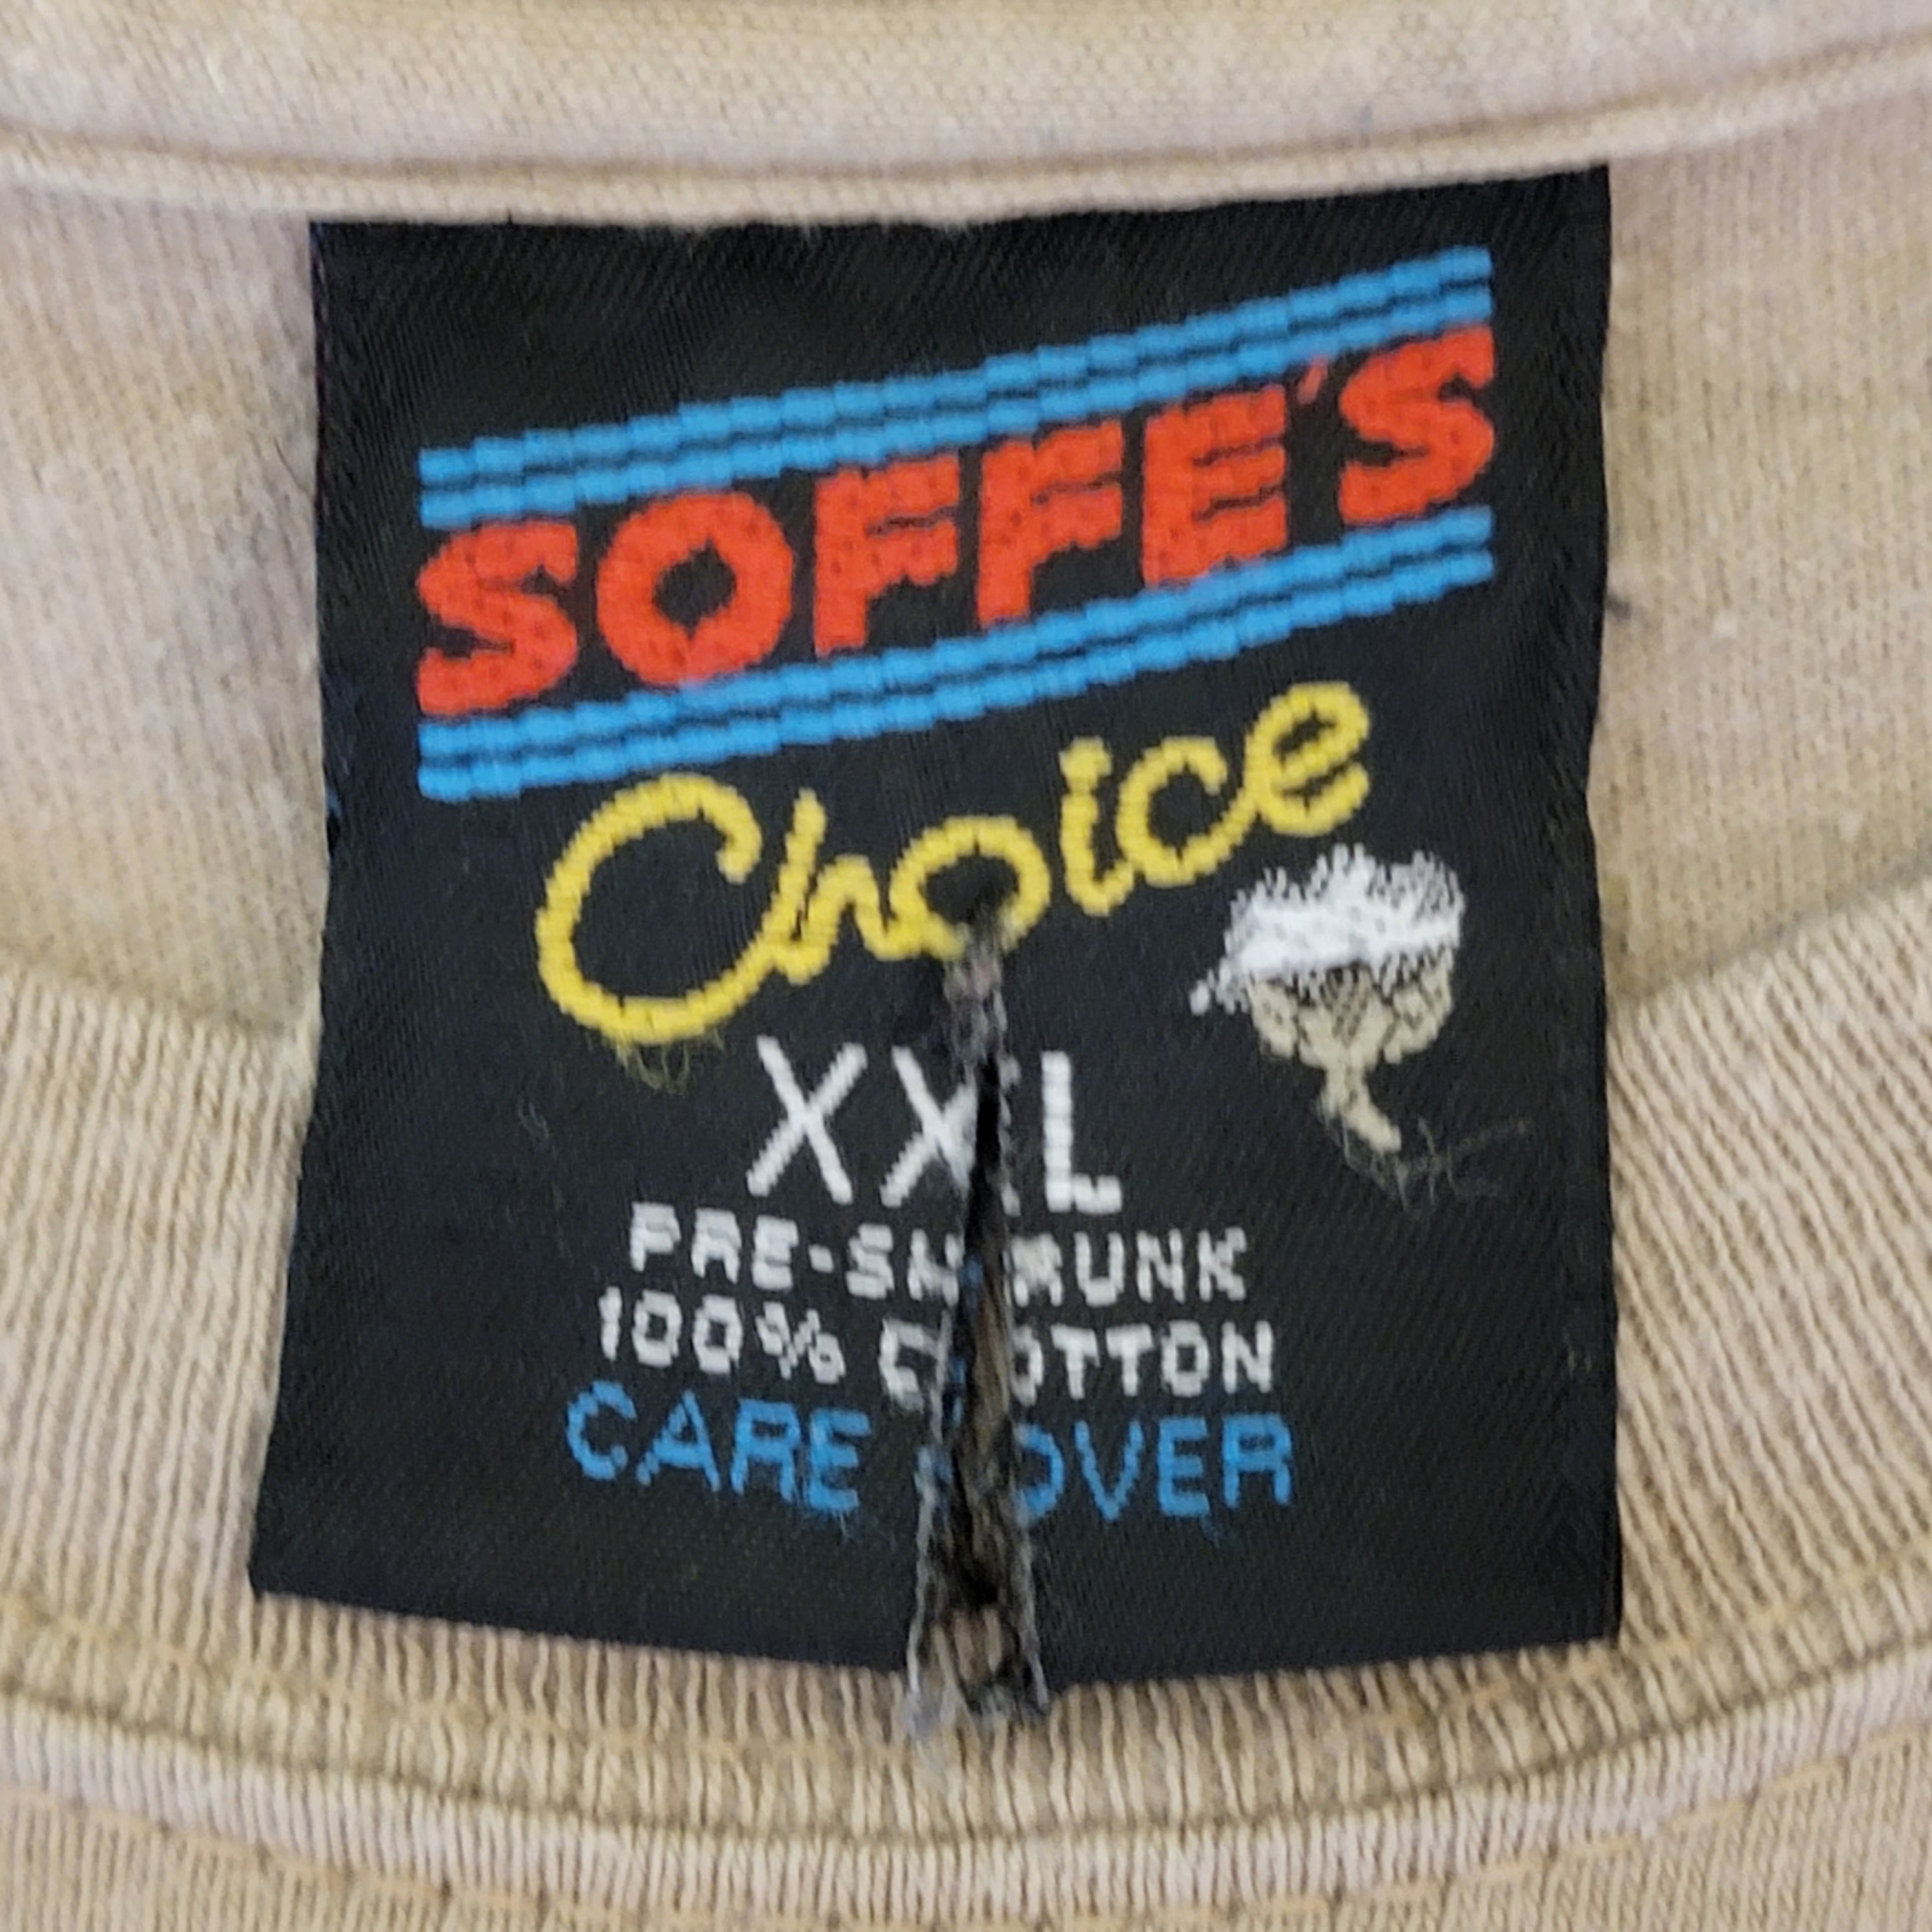 SOFFE'S
Choice
XXL
PRE-SHRUNK
100% COTTON
CARE OVER